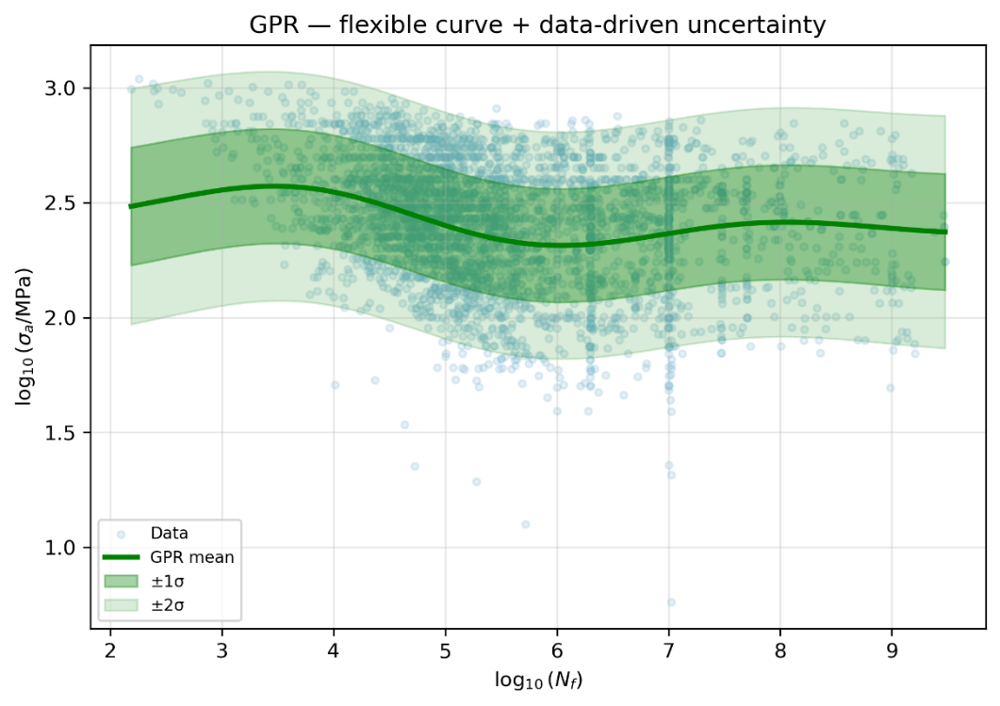 GPR — flexible curve + data-driven uncertainty
3.0
2.5
2.0
1.5
1.0
log₁₀ (σₐ/MPa)
Data
GPR mean
±1σ
±2σ
2 3 4 5 6 7 8 9
log₁₀ (N_f)